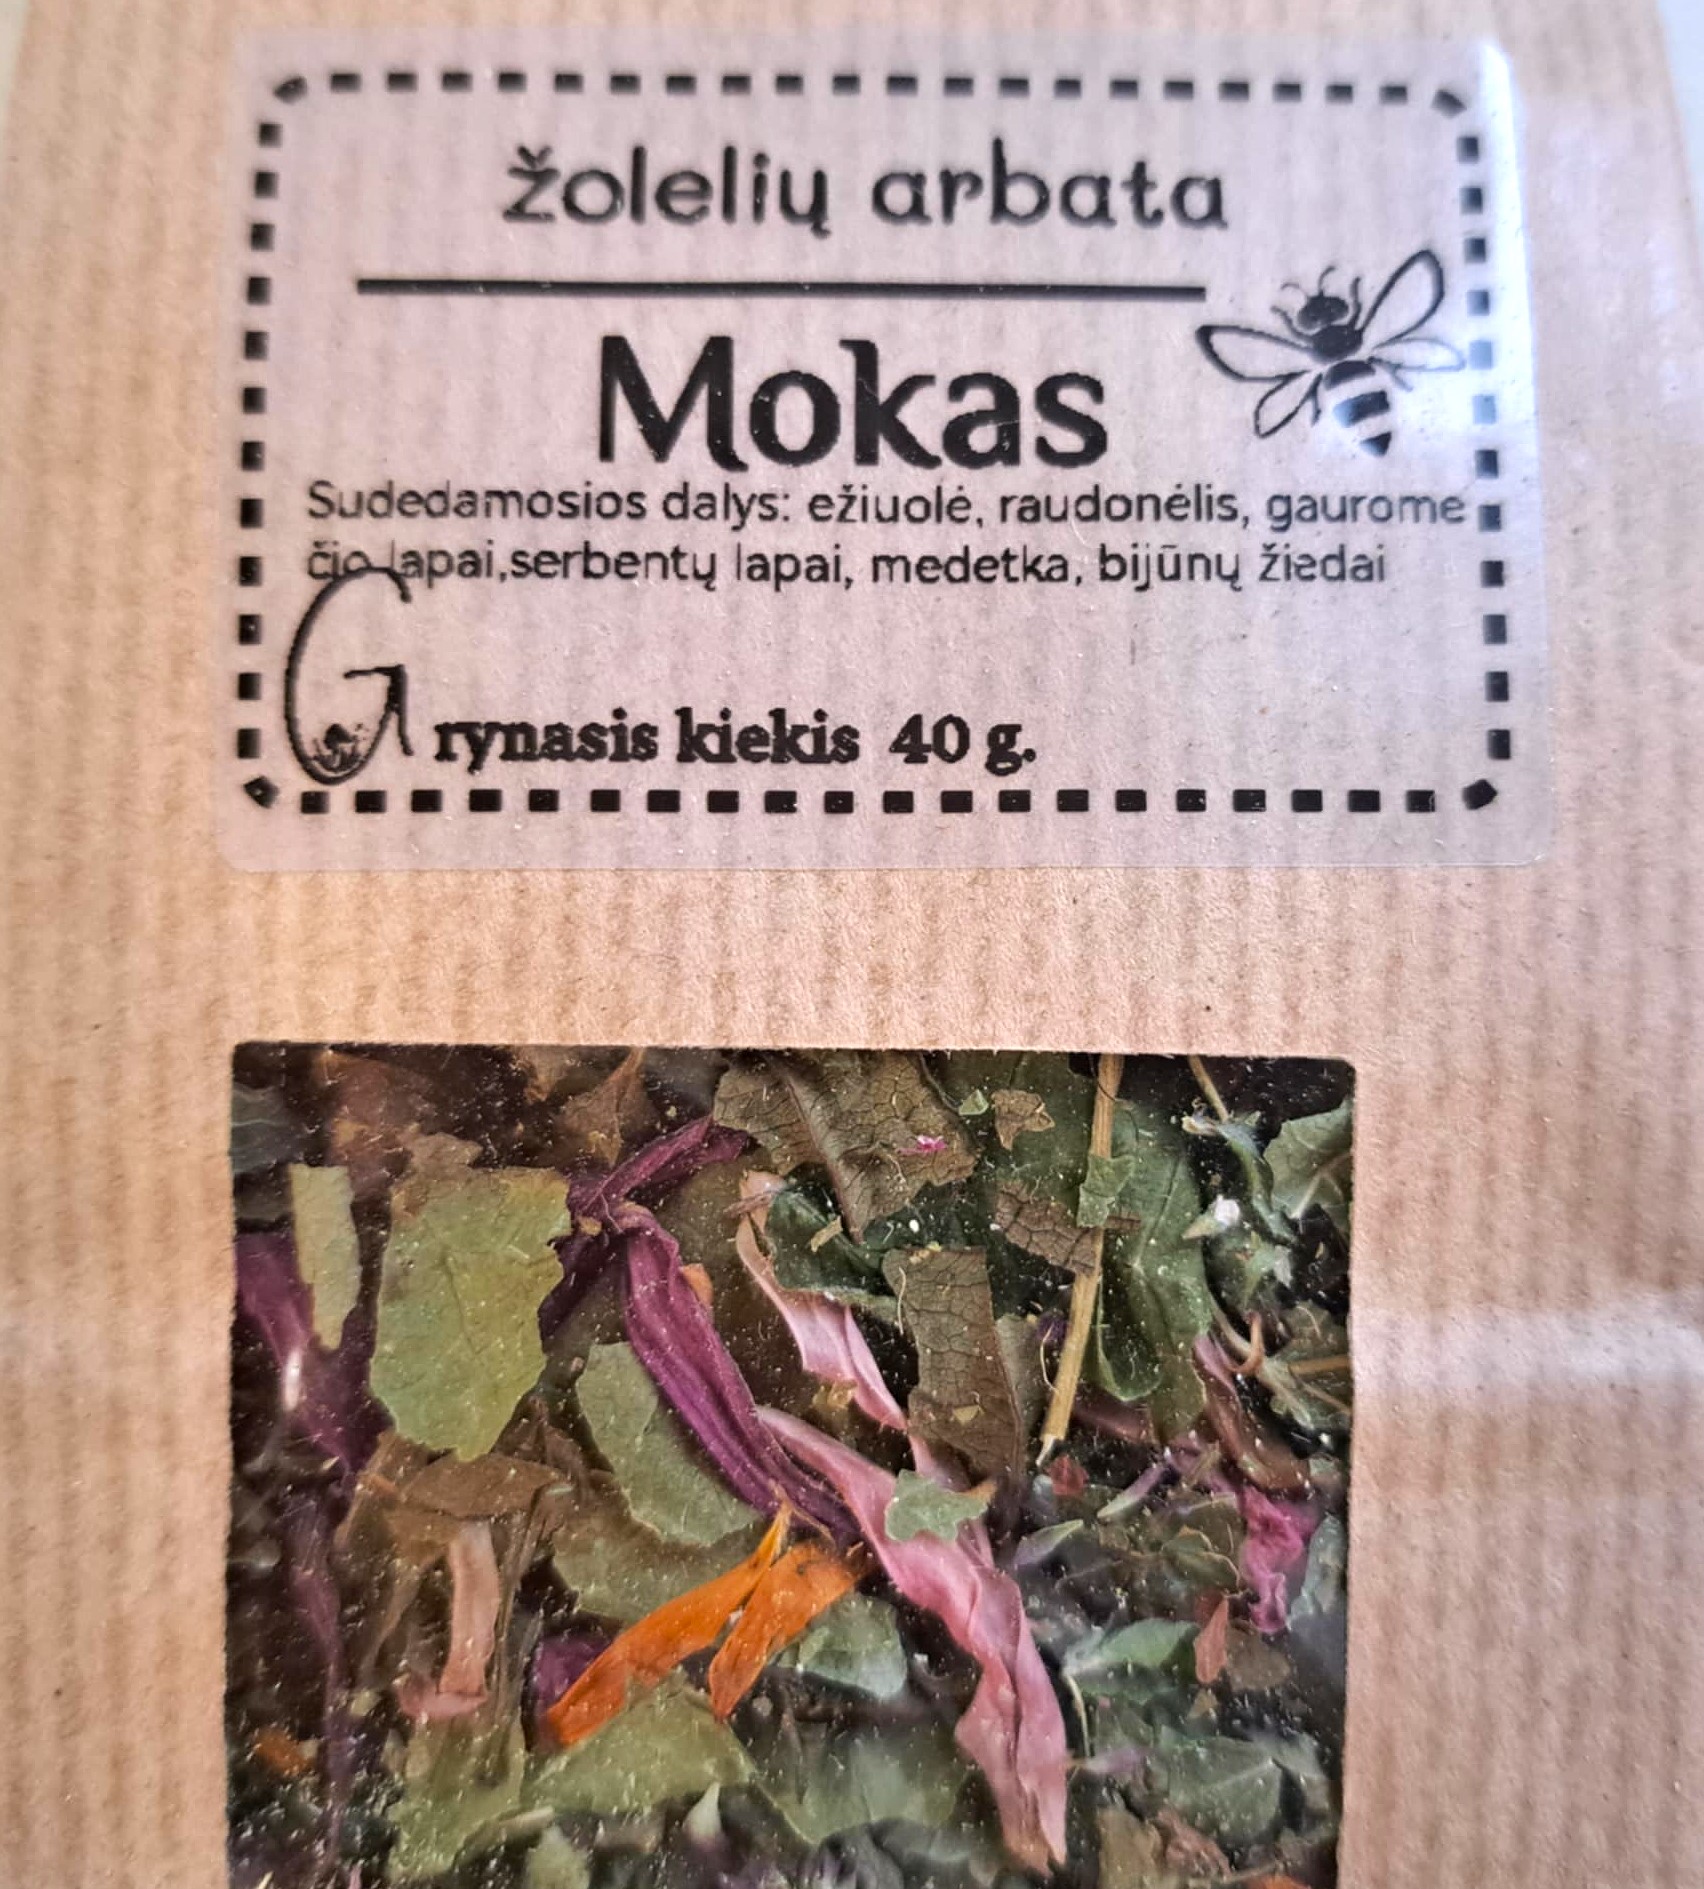 žolelių arbata
Mokas
Sudedamosios dalys: ežiuolė, raudonėlis, gaurome
čio lapai,serbentų lapai, medetka, bijūnų žiedai
Grynasis kiekis 40 g.